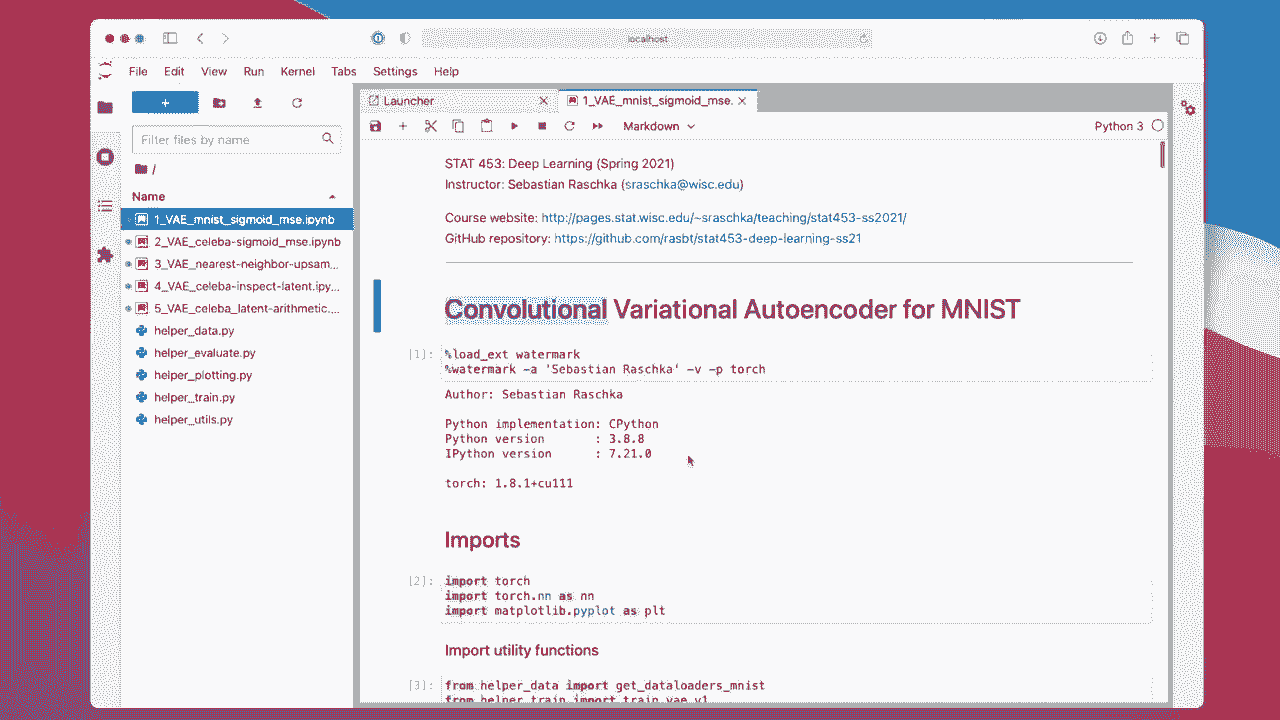 localhost
File Edit View Run Kernel Tabs Settings Help
Launcher
1_VAE_mnist_sigmoid_mse.
Markdown
Python 3
Filter files by name
/
Name
1_VAE_mnist_sigmoid_mse.ipynb
2_VAE_celeba-sigmoid_mse.ipynb
3_VAE_nearest-neighbor-upsam...
4_VAE_celeba-inspect-latent.ipy...
5_VAE_celeba_latent-arithmetic....
helper_data.py
helper_evaluate.py
helper_plotting.py
helper_train.py
helper_utils.py
STAT 453: Deep Learning (Spring 2021)
Instructor: Sebastian Raschka (sraschka@wisc.edu)
Course website: http://pages.stat.wisc.edu/~sraschka/teaching/stat453-ss2021/
GitHub repository: https://github.com/rasbt/stat453-deep-learning-ss21
Convolutional Variational Autoencoder for MNIST
[1]: %load_ext watermark
%watermark -a 'Sebastian Raschka' -v -p torch
Author: Sebastian Raschka
Python implementation: CPython
Python version : 3.8.8
IPython version : 7.21.0
torch: 1.8.1+cu111
Imports
[2]: import torch
import torch.nn as nn
import matplotlib.pyplot as plt
Import utility functions
[3]: from helper_data import get_dataloaders_mnist
from helper_train import train_vae_v1